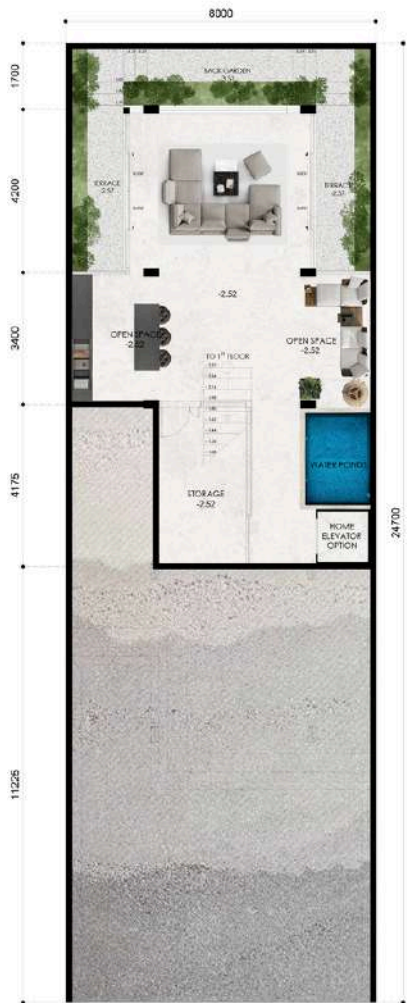 8000
1700
BACK GARDEN
4200
TERRACE
-2.57
TERRACE
-2.57
24700
-2.52
3400
OPEN SPACE
-2.52
OPEN SPACE
-2.52
TO 1ST FLOOR
4175
WATER PONDS
STORAGE
-2.52
HOME
ELEVATOR
OPTION
11225